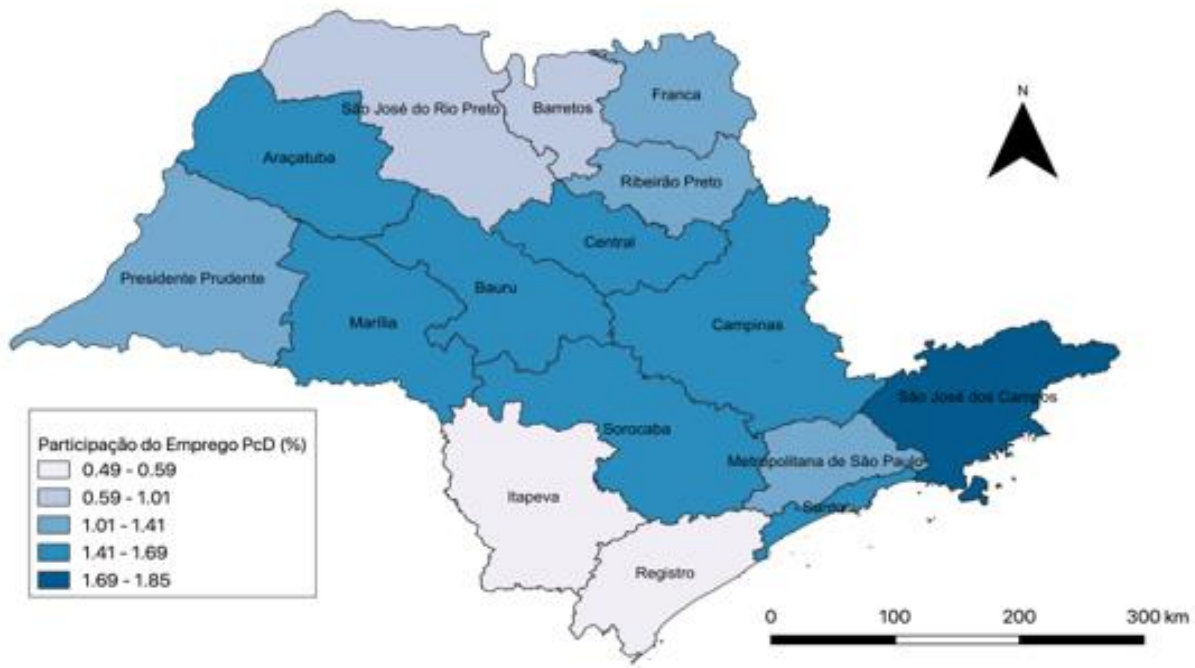 N
Franca
São José do Rio Preto
Barretos
Araçatuba
Ribeirão Preto
Central
Presidente Prudente
Bauru
Marília
Campinas
São José dos Campos
Sorocaba
Metropolitana de São Paulo
Itapeva
Santos
Registro
Participação do Emprego PcD (%)
0.49 - 0.59
0.59 - 1.01
1.01 - 1.41
1.41 - 1.69
1.69 - 1.85
0 100 200 300 km